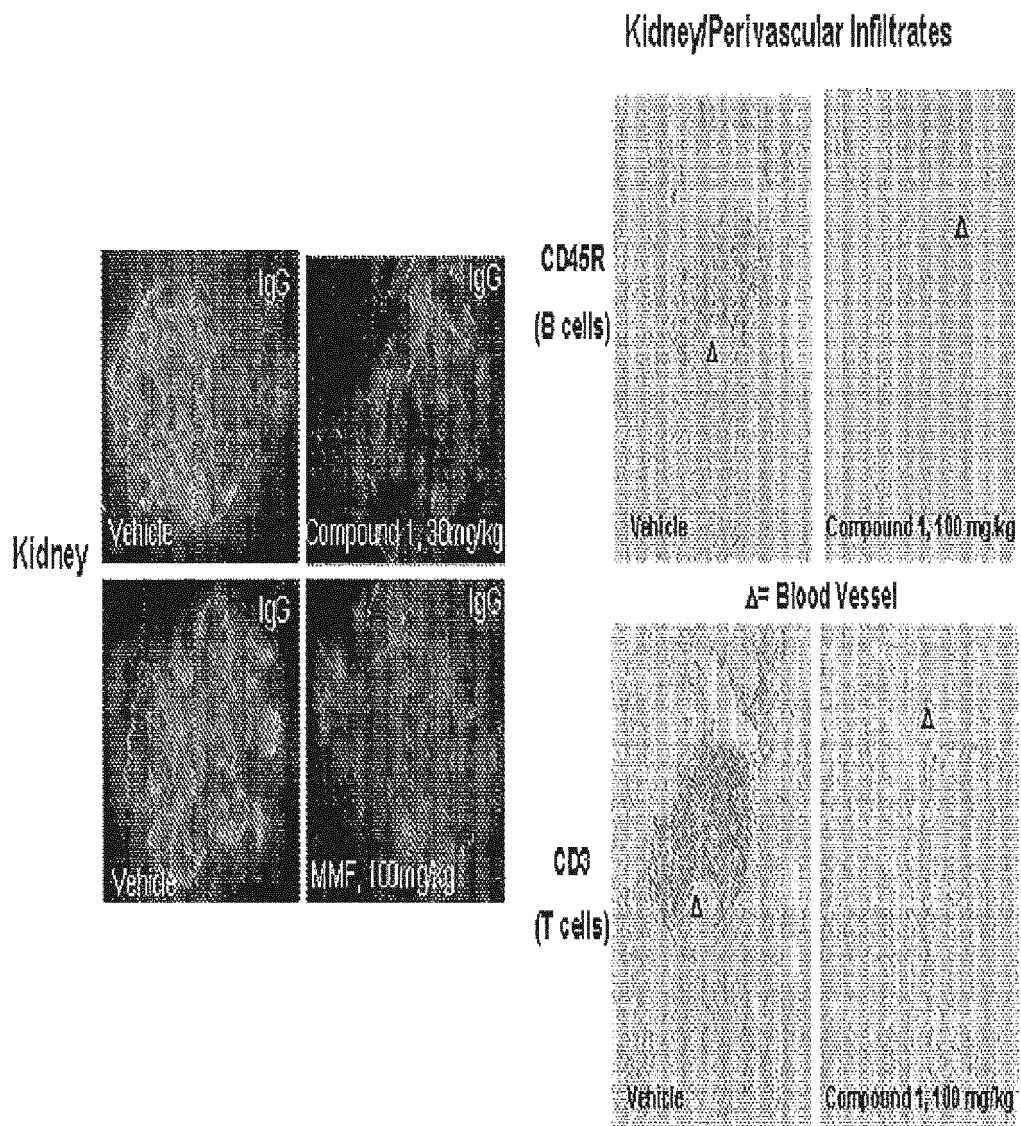 Kidney/Perivascular Infiltrates
Kidney
IgG
Vehicle
IgG
Compound 1, 30mg/kg
IgG
Vehicle
IgG
MMF, 100mg/kg
CD45R
(B cells)
Δ
Vehicle
Δ
Compound 1, 100 mg/kg
Δ= Blood Vessel
CD3
(T cells)
Δ
Vehicle
Δ
Compound 1, 100 mg/kg